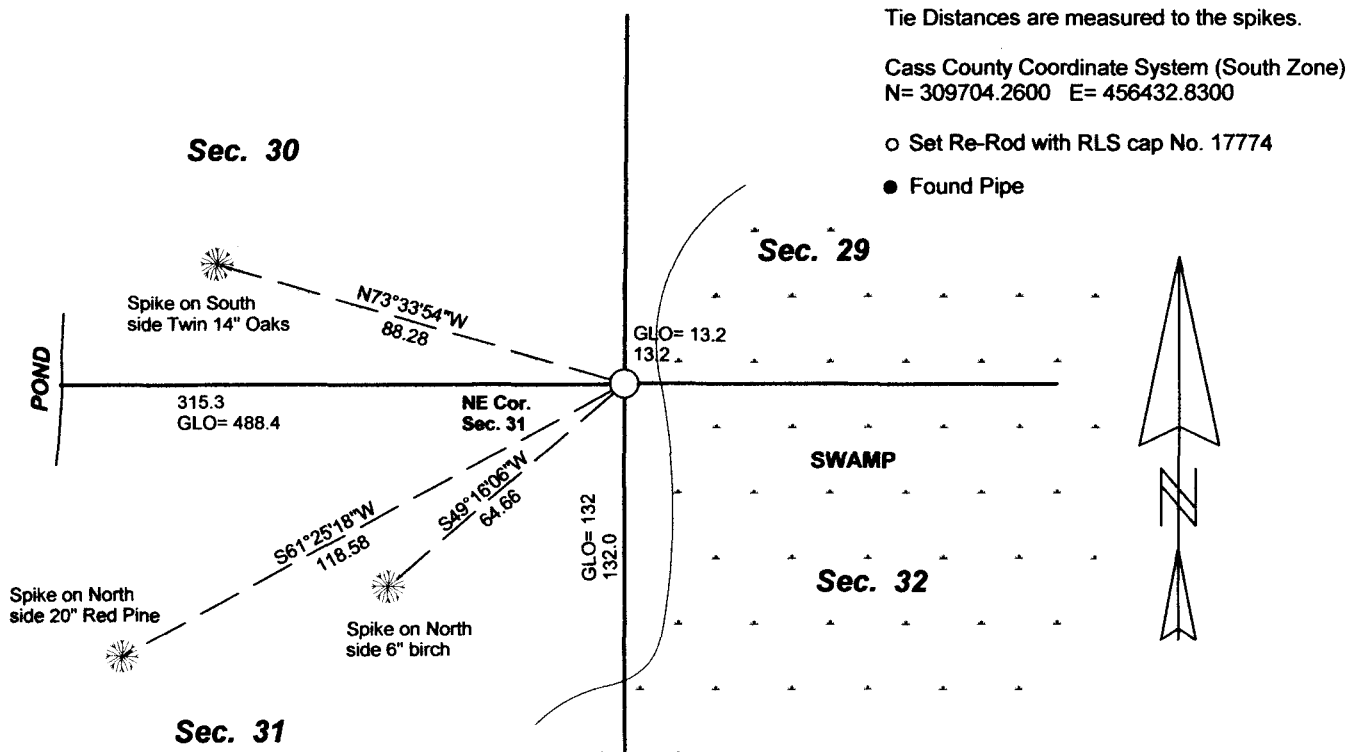 Tie Distances are measured to the spikes.
Cass County Coordinate System (South Zone)
N= 309704.2600 E= 456432.8300
○ Set Re-Rod with RLS cap No. 17774
● Found Pipe
Sec. 30
Sec. 29
Spike on South
side Twin 14" Oaks
N73°33'54"W
88.28
GLO= 13.2
13.2
POND
315.3
GLO= 488.4
NE Cor.
Sec. 31
SWAMP
S61°25'18"W
118.58
S49°16'06"W
64.66
GLO= 132
132.0
Sec. 32
Spike on North
side 20" Red Pine
Spike on North
side 6" birch
Sec. 31
N